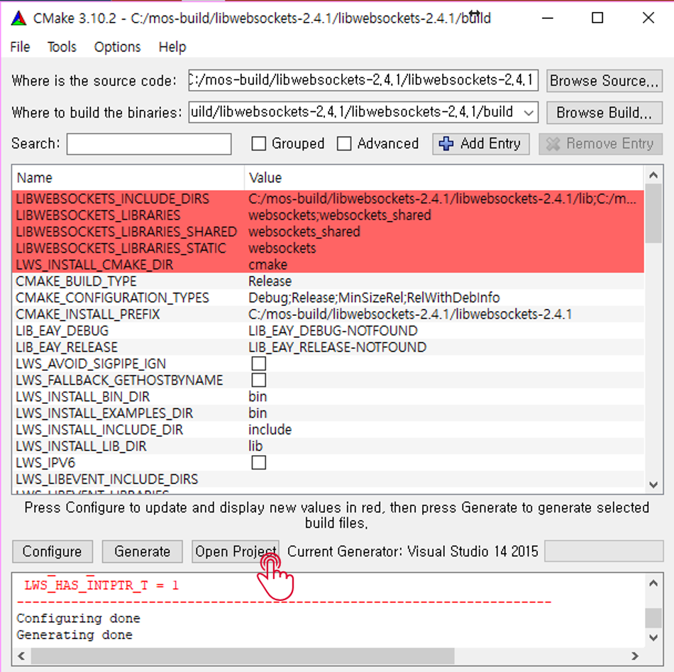 CMake 3.10.2 - C:/mos-build/libwebsockets-2.4.1/libwebsockets-2.4.1/build
File Tools Options Help
Where is the source code: C:/mos-build/libwebsockets-2.4.1/libwebsockets-2.4.1 Browse Source...
Where to build the binaries: uild/libwebsockets-2.4.1/libwebsockets-2.4.1/build Browse Build...
Search: Grouped Advanced Add Entry Remove Entry
Name Value
LIBWEBSOCKETS_INCLUDE_DIRS C:/mos-build/libwebsockets-2.4.1/libwebsockets-2.4.1/lib;C:/m...
LIBWEBSOCKETS_LIBRARIES websockets;websockets_shared
LIBWEBSOCKETS_LIBRARIES_SHARED websockets_shared
LIBWEBSOCKETS_LIBRARIES_STATIC websockets
LWS_INSTALL_CMAKE_DIR cmake
CMAKE_BUILD_TYPE Release
CMAKE_CONFIGURATION_TYPES Debug;Release;MinSizeRel;RelWithDebInfo
CMAKE_INSTALL_PREFIX C:/mos-build/libwebsockets-2.4.1/libwebsockets-2.4.1
LIB_EAY_DEBUG LIB_EAY_DEBUG-NOTFOUND
LIB_EAY_RELEASE LIB_EAY_RELEASE-NOTFOUND
LWS_AVOID_SIGPIPE_IGN
LWS_FALLBACK_GETHOSTBYNAME
LWS_INSTALL_BIN_DIR bin
LWS_INSTALL_EXAMPLES_DIR bin
LWS_INSTALL_INCLUDE_DIR include
LWS_INSTALL_LIB_DIR lib
LWS_IPV6
LWS_LIBEVENT_INCLUDE_DIRS
LWS_LIBEVENT_LIBRARIES
Press Configure to update and display new values in red, then press Generate to generate selected
build files.
Configure Generate Open Project Current Generator: Visual Studio 14 2015
LWS_HAS_INTPTR_T = 1
---------------------------------------------------------------------
Configuring done
Generating done